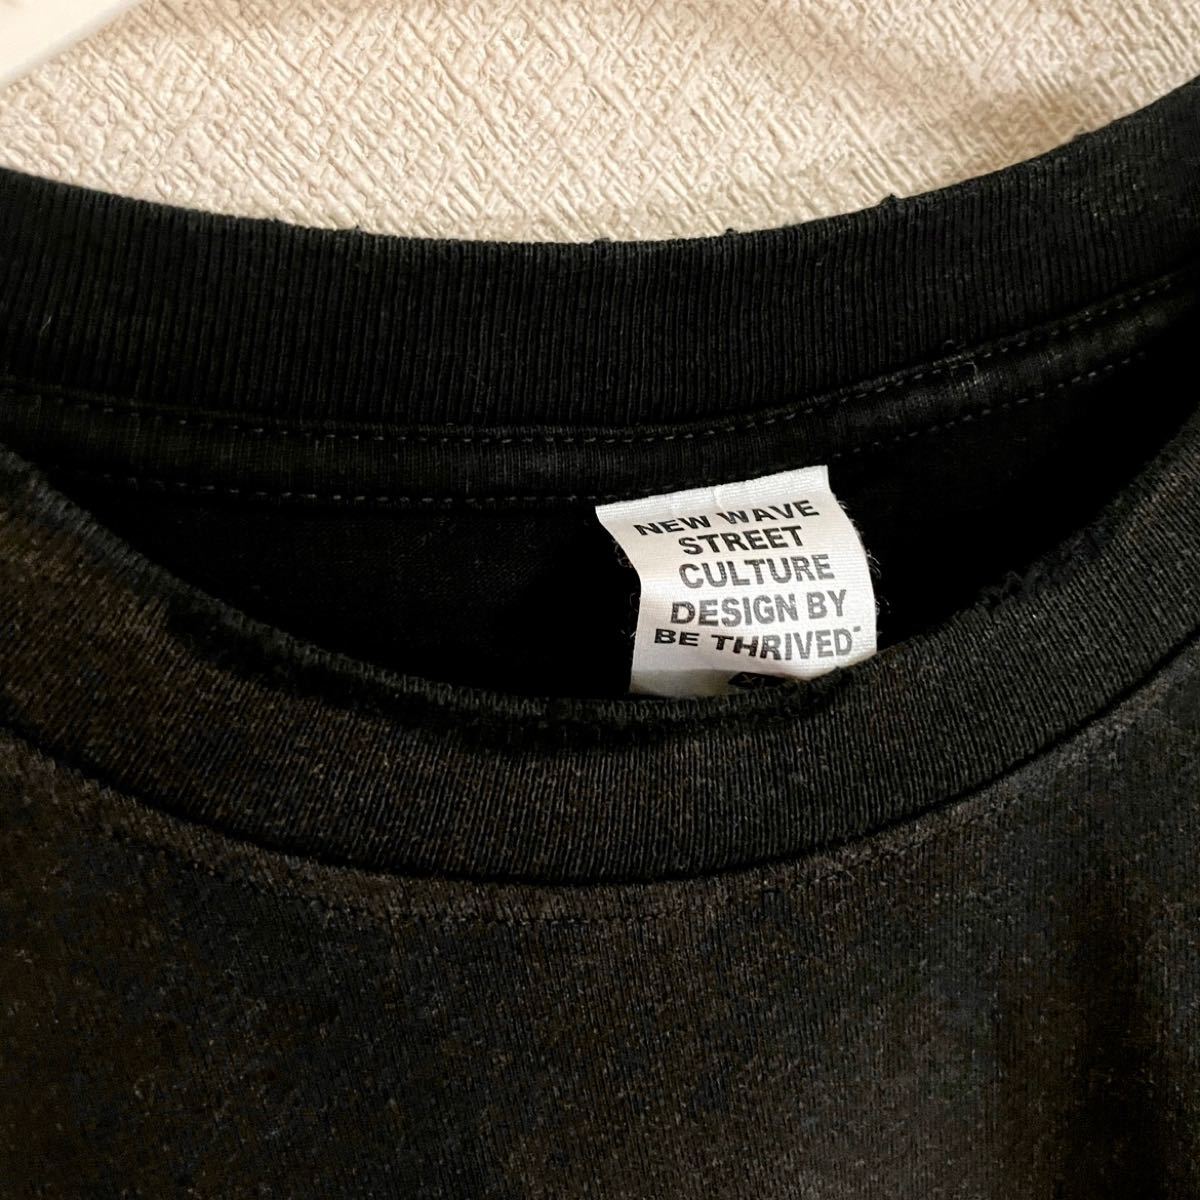 NEW WAVE
STREET
CULTURE
DESIGN BY
BE THRIVED